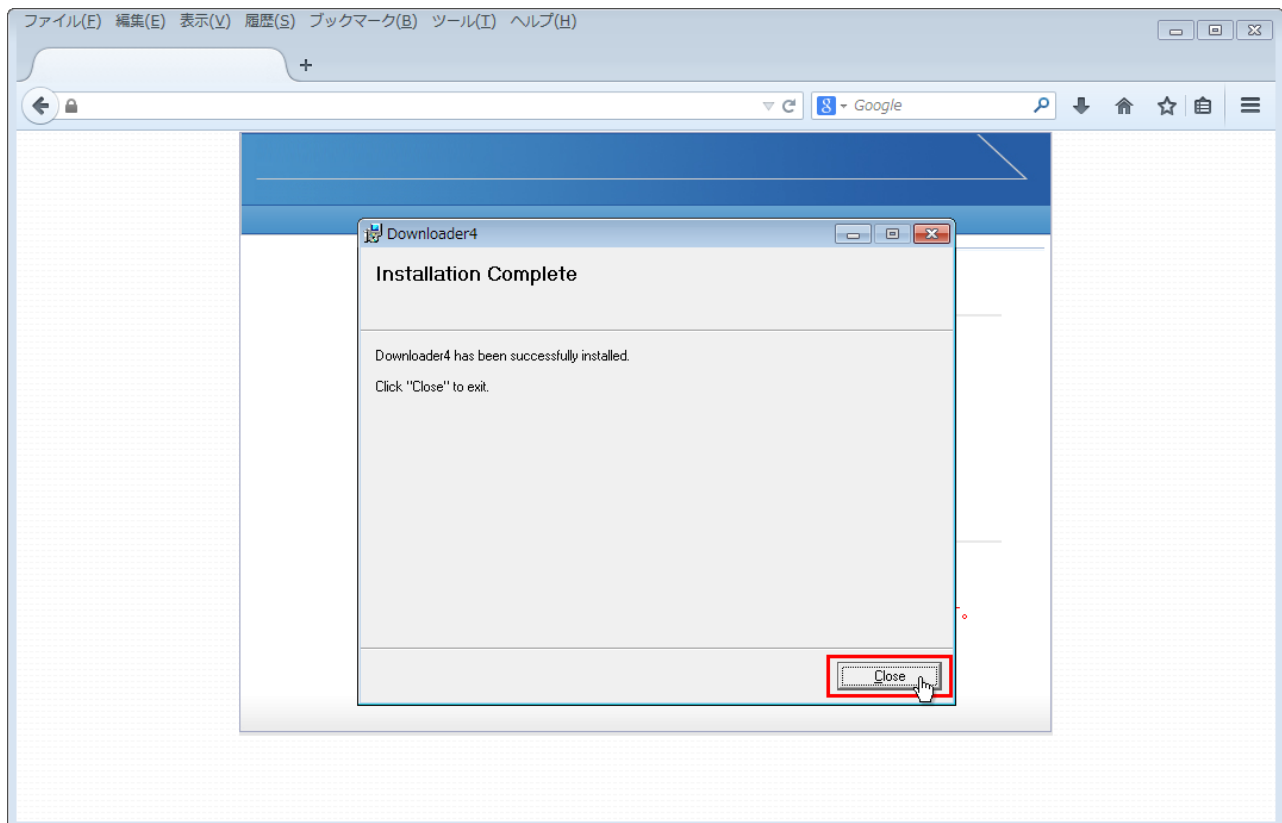 ファイル(F) 編集(E) 表示(V) 履歴(S) ブックマーク(B) ツール(T) ヘルプ(H)
+
8 Google
Downloader4
Installation Complete
Downloader4 has been successfully installed.
Click "Close" to exit.
。
Close